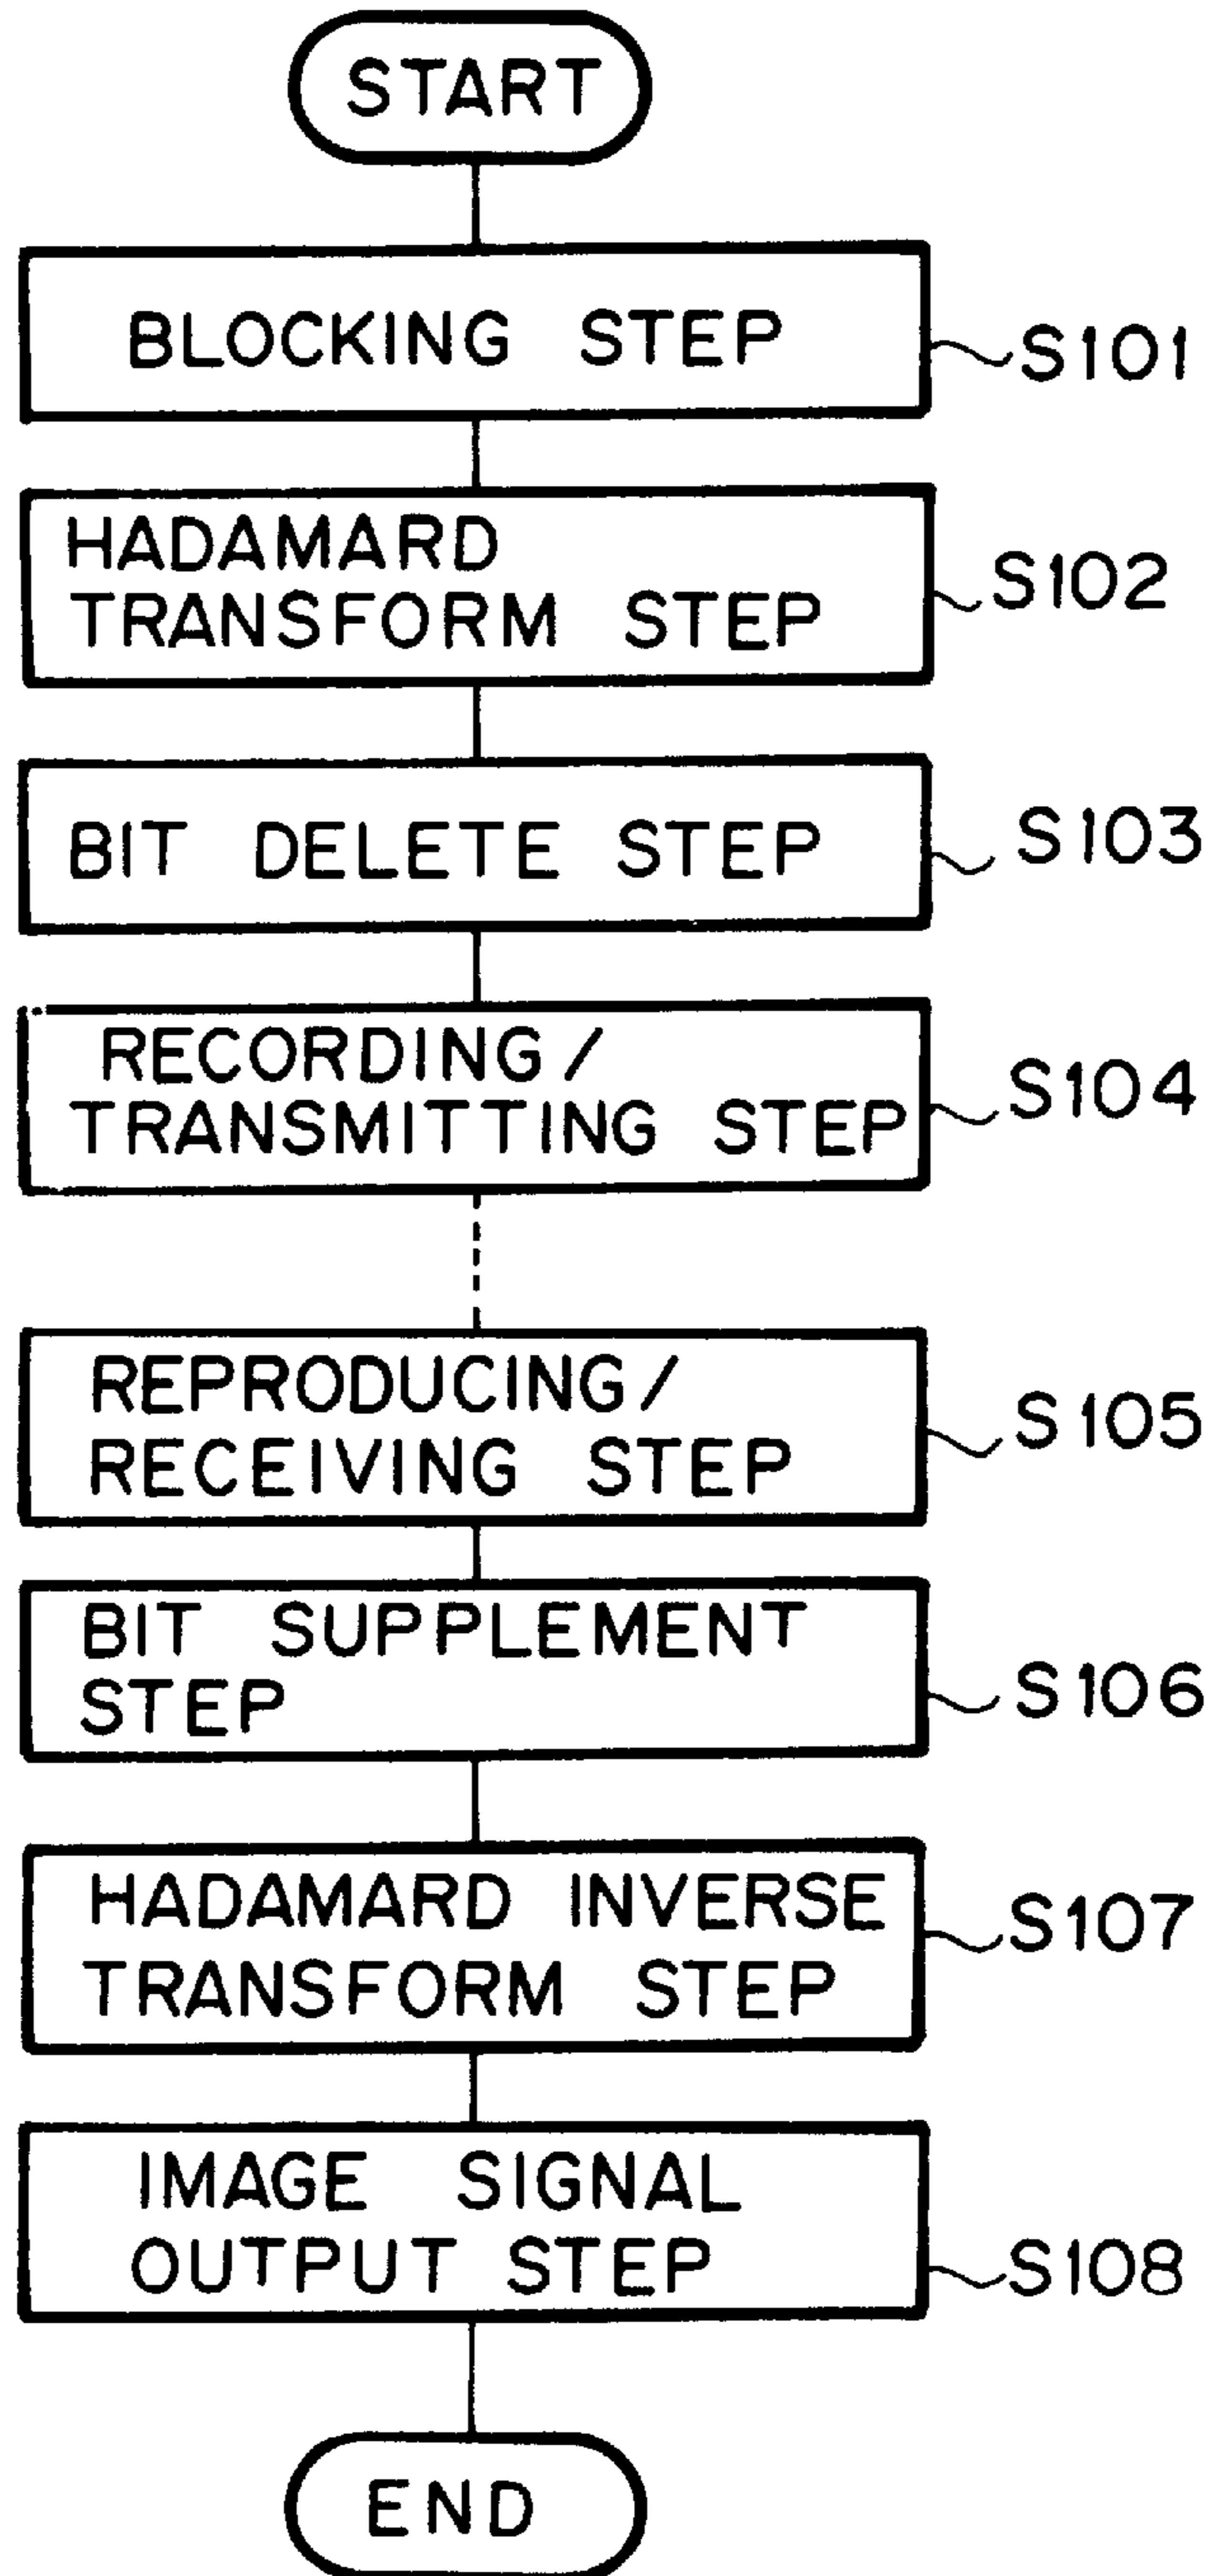 START
BLOCKING STEP
S101
HADAMARD
TRANSFORM STEP
S102
BIT DELETE STEP
S103
RECORDING/
TRANSMITTING STEP
S104
REPRODUCING/
RECEIVING STEP
S105
BIT SUPPLEMENT
STEP
S106
HADAMARD INVERSE
TRANSFORM STEP
S107
IMAGE SIGNAL
OUTPUT STEP
S108
END